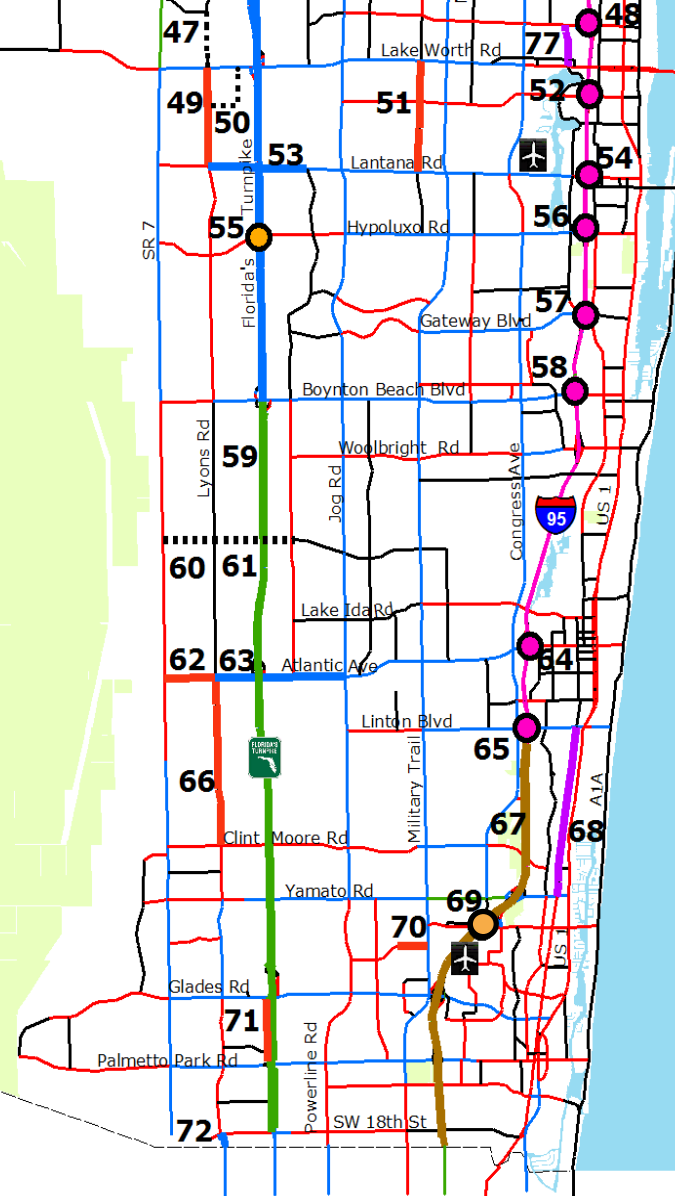 48
47
Lake Worth Rd
77
52
49
51
50
53
Lantana Rd
54
Florida's Turnpike
56
55
Hypoluxo Rd
SR 7
57
Gateway Blvd
58
Boynton Beach Blvd
Lyons Rd
59
Woolbright Rd
Jog Rd
Congress Ave
95
US 1
60
61
Lake Ida Rd
62
63
Atlantic Ave
64
Linton Blvd
65
FLORIDA'S
TURNPIKE
66
Military Trail
A1A
67
68
Clint Moore Rd
Yamato Rd
69
70
US 1
Glades Rd
71
Palmetto Park Rd
Powerline Rd
SW 18th St
72